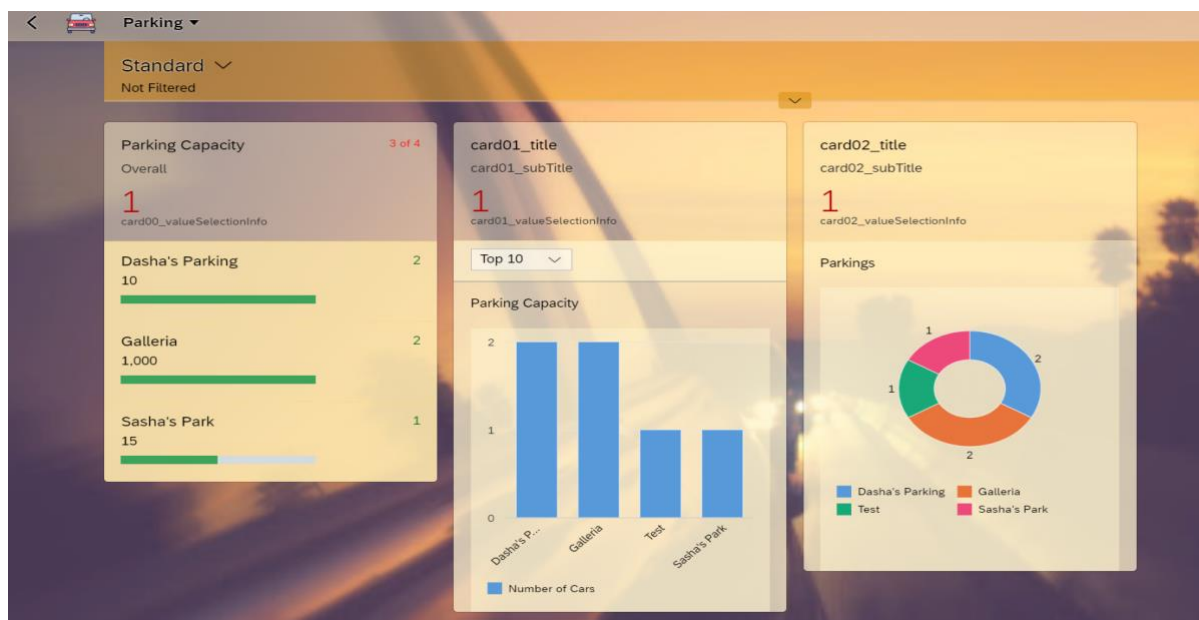 Parking
Standard
Not Filtered
Parking Capacity 3 of 4
Overall
1
card00_valueSelectionInfo
Dasha's Parking 2
10
Galleria 2
1,000
Sasha's Park 1
15
card01_title
card01_subTitle
1
card01_valueSelectionInfo
Top 10
Parking Capacity
2
1
0
Dasha's P... Galleria Test Sasha's Park
Number of Cars
card02_title
card02_subTitle
1
card02_valueSelectionInfo
Parkings
1
2
1
2
Dasha's Parking Galleria
Test Sasha's Park